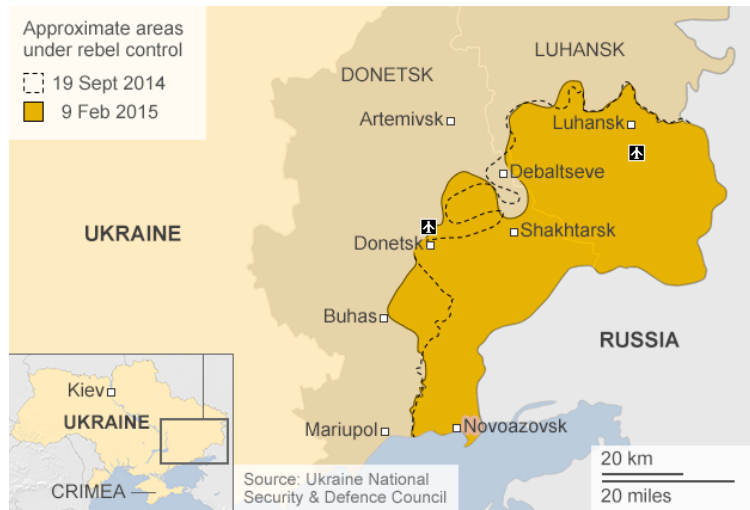 Approximate areas
under rebel control
19 Sept 2014
9 Feb 2015
LUHANSK
DONETSK
Artemivsk
Luhansk
Debaltseve
UKRAINE
Donetsk
Shakhtarsk
Buhas
RUSSIA
Kiev
UKRAINE
CRIMEA
Mariupol
Novoazovsk
Source: Ukraine National
Security & Defence Council
20 km
20 miles